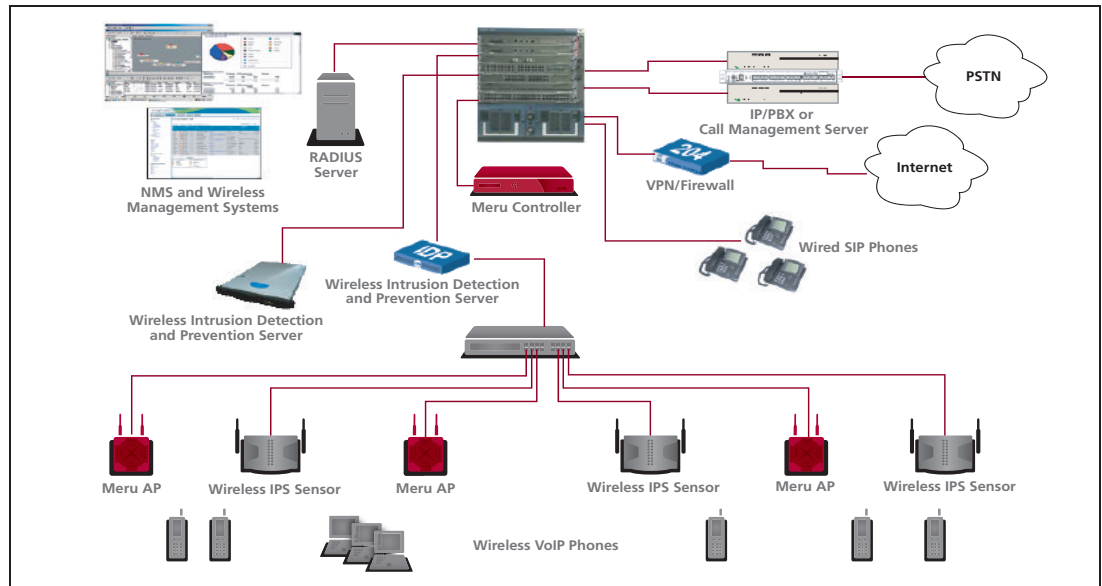 PSTN
IP/PBX or
Call Management Server
RADIUS
Server
204
Internet
VPN/Firewall
NMS and Wireless
Management Systems
Meru Controller
Wired SIP Phones
iDP
Wireless Intrusion Detection
and Prevention Server
Wireless Intrusion Detection
and Prevention Server
Meru AP
Wireless IPS Sensor
Meru AP
Wireless IPS Sensor
Meru AP
Wireless IPS Sensor
Wireless VoIP Phones